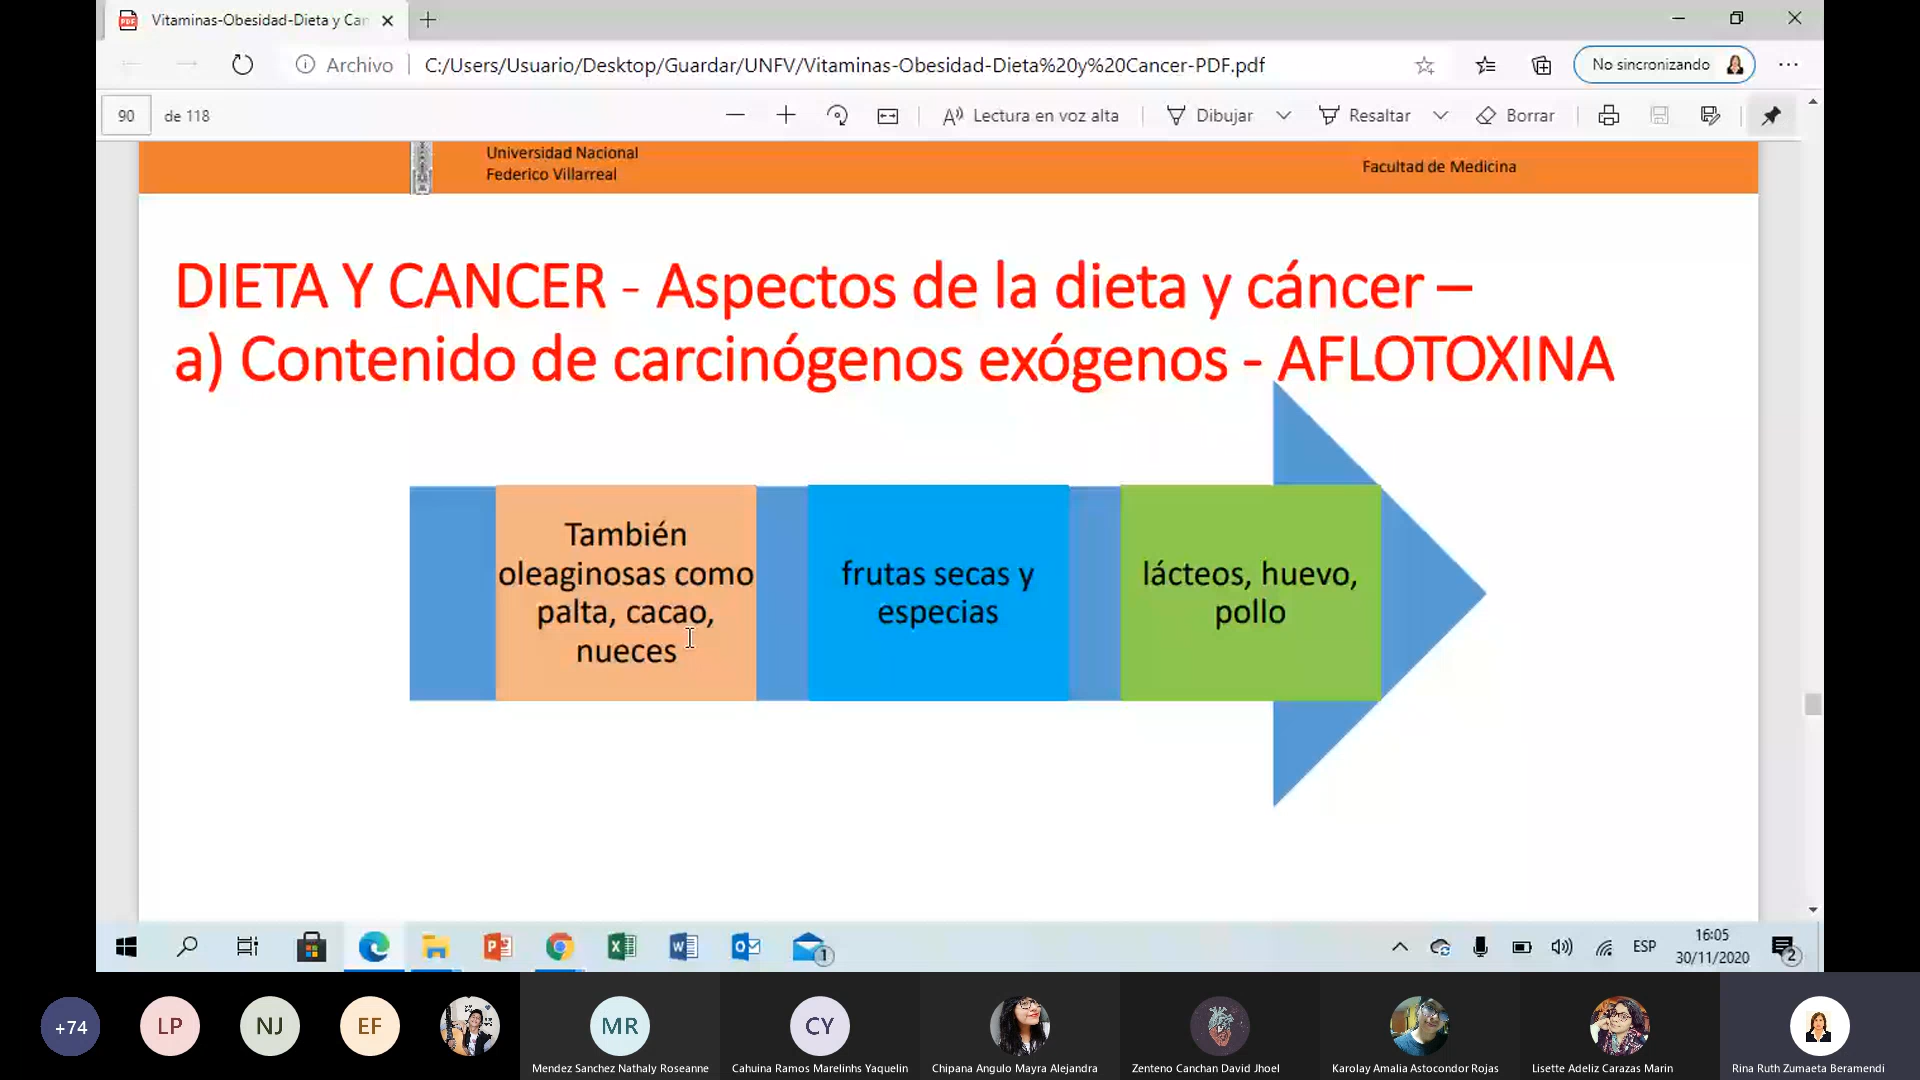 Vitaminas-Obesidad-Dieta y Can
Archivo
C:/Users/Usuario/Desktop/Guardar/UNFV/Vitaminas-Obesidad-Dieta%20y%20Cancer-PDF.pdf
No sincronizando
90 de 118
Lectura en voz alta
Dibujar
Resaltar
Borrar
Universidad Nacional
Federico Villarreal
Facultad de Medicina
DIETA Y CANCER - Aspectos de la dieta y cáncer –
a) Contenido de carcinógenos exógenos - AFLOTOXINA
También
oleaginosas como
palta, cacao,
nueces
frutas secas y
especias
lácteos, huevo,
pollo
1
ESP
16:05
30/11/2020
2
+74
LP
NJ
EF
MR
Mendez Sanchez Nathaly Roseanne
CY
Cahuina Ramos Marelinhs Yaquelin
Chipana Angulo Mayra Alejandra
Zenteno Canchan David Jhoel
Karolay Amalia Astocondor Rojas
Lisette Adeliz Carazas Marin
Rina Ruth Zumaeta Beramendi